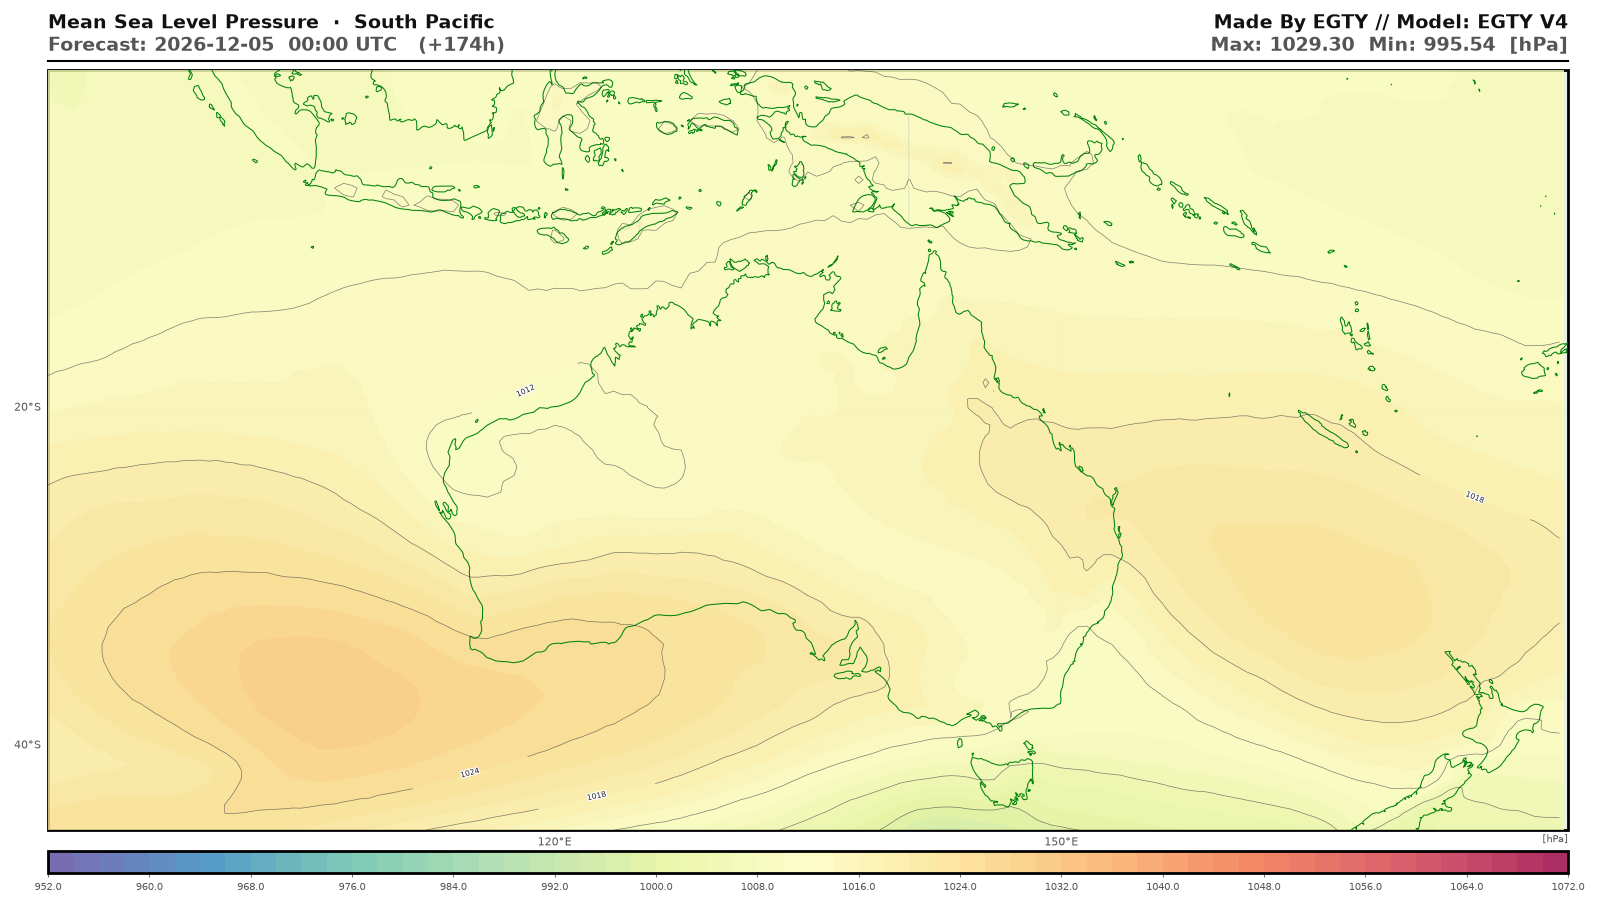 Mean Sea Level Pressure · South Pacific
Forecast: 2026-12-05 00:00 UTC (+174h)
Made By EGTY // Model: EGTY V4
Max: 1029.30 Min: 995.54 [hPa]
1012
20°S
1018
40°S
1024
1018
120°E
150°E
[hPa]
952.0 960.0 968.0 976.0 984.0 992.0 1000.0 1008.0 1016.0 1024.0 1032.0 1040.0 1048.0 1056.0 1064.0 1072.0